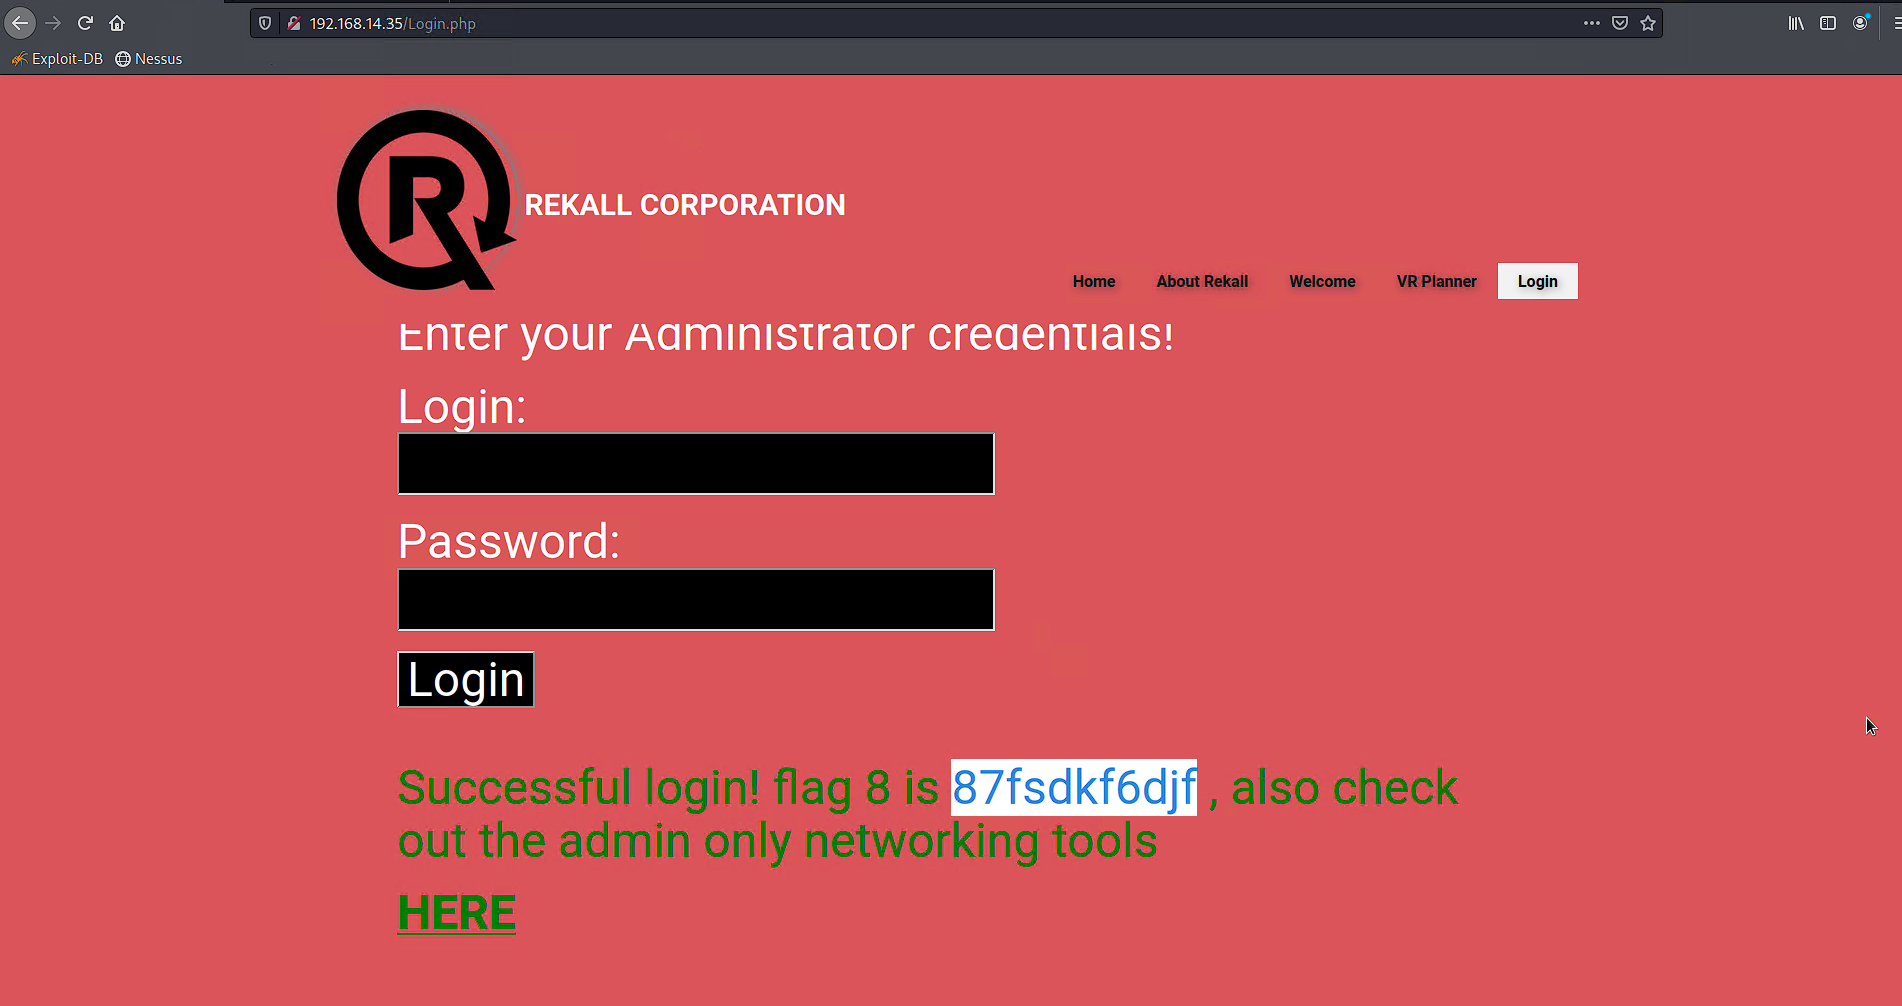 192.168.14.35/Login.php
Exploit-DB Nessus
R
REKALL CORPORATION
Home About Rekall Welcome VR Planner Login
Enter your Administrator credentials!
Login:
Password:
Login
Successful login! flag 8 is 87fsdkf6djf , also check
out the admin only networking tools
HERE